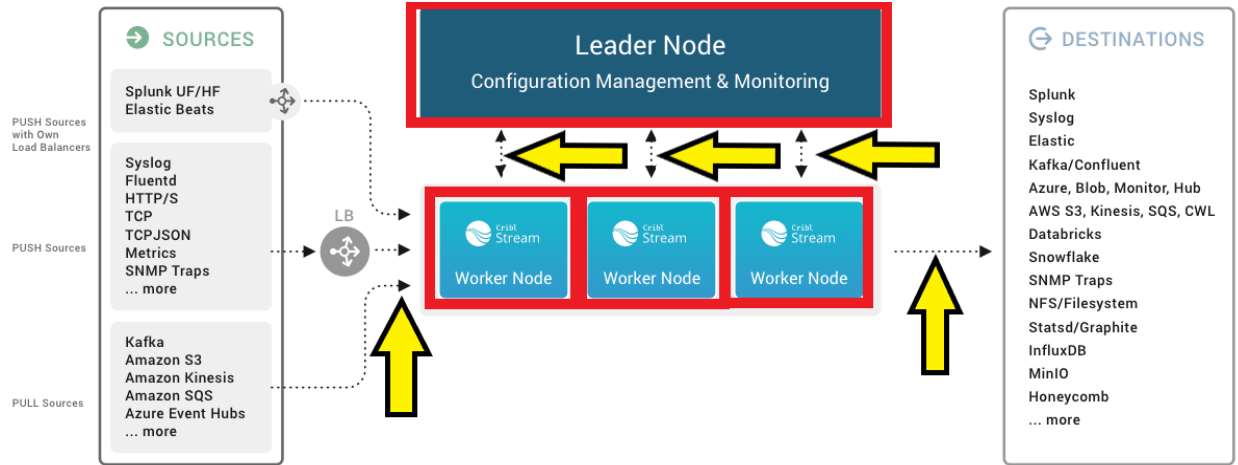 SOURCES
PUSH Sources
with Own
Load Balancers
Splunk UF/HF
Elastic Beats
PUSH Sources
Syslog
Fluentd
HTTP/S
TCP
TCPJSON
Metrics
SNMP Traps
... more
PULL Sources
Kafka
Amazon S3
Amazon Kinesis
Amazon SQS
Azure Event Hubs
... more
LB
Leader Node
Configuration Management & Monitoring
Cribl
Stream
Worker Node
Cribl
Stream
Worker Node
Cribl
Stream
Worker Node
DESTINATIONS
Splunk
Syslog
Elastic
Kafka/Confluent
Azure, Blob, Monitor, Hub
AWS S3, Kinesis, SQS, CWL
Databricks
Snowflake
SNMP Traps
NFS/Filesystem
Statsd/Graphite
InfluxDB
MinIO
Honeycomb
... more